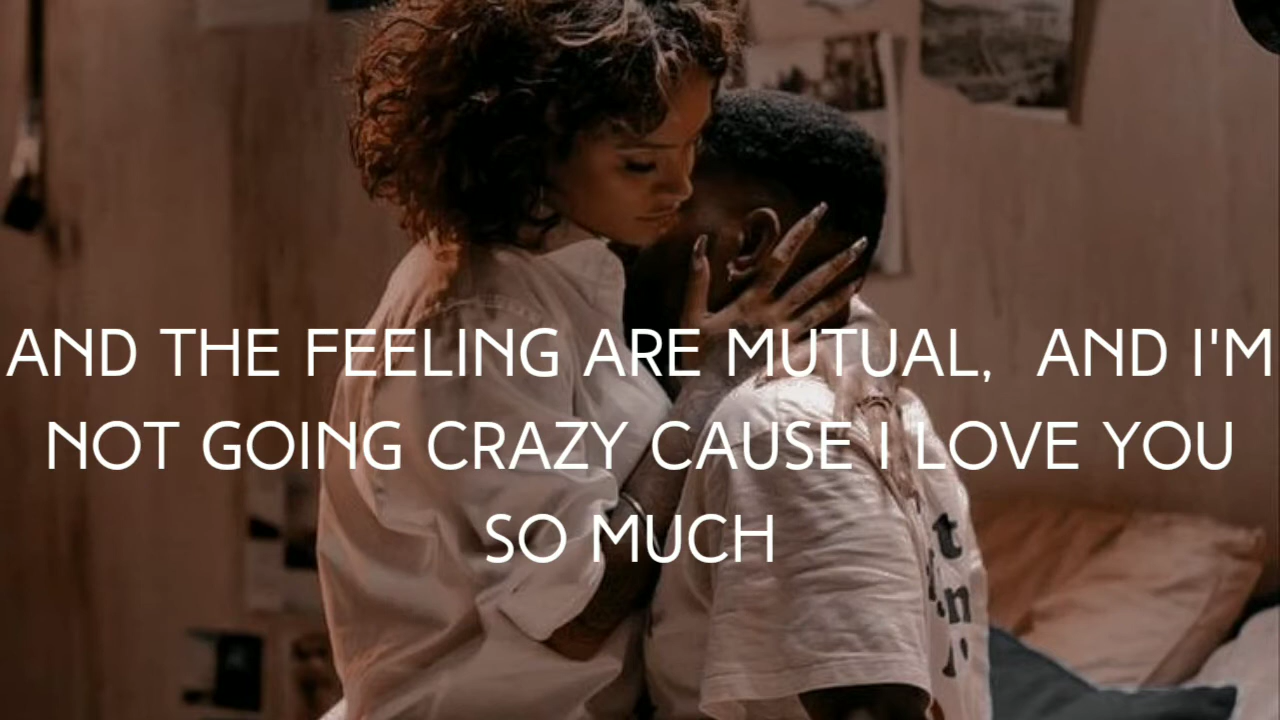 AND THE FEELING ARE MUTUAL, AND I'M
NOT GOING CRAZY CAUSE I LOVE YOU
SO MUCH